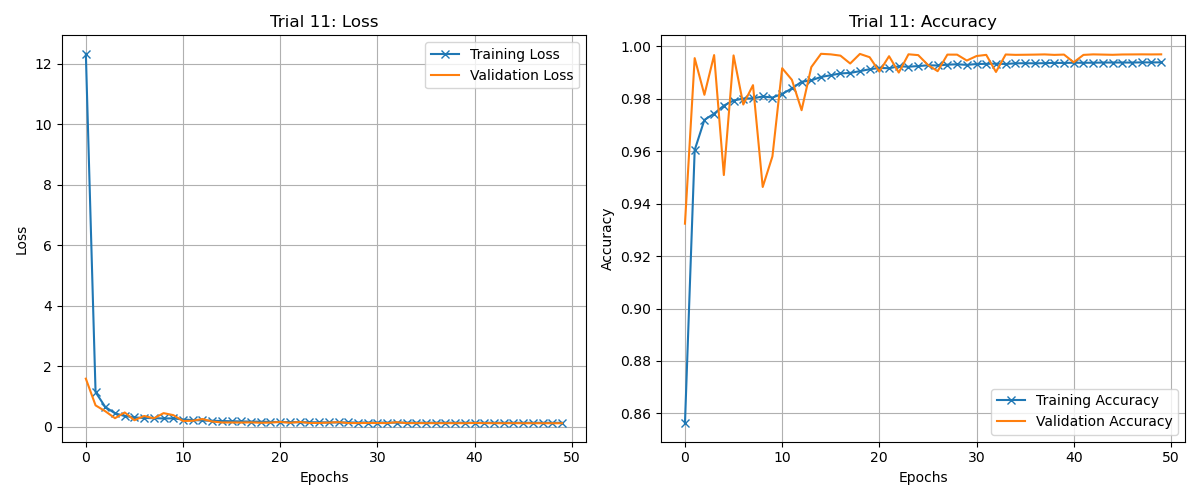 Trial 11: Loss
Loss
12
10
8
6
4
2
0
Training Loss
Validation Loss
0
10
20
30
40
50
Epochs
Trial 11: Accuracy
Accuracy
1.00
0.98
0.96
0.94
0.92
0.90
0.88
0.86
Training Accuracy
Validation Accuracy
0
10
20
30
40
50
Epochs